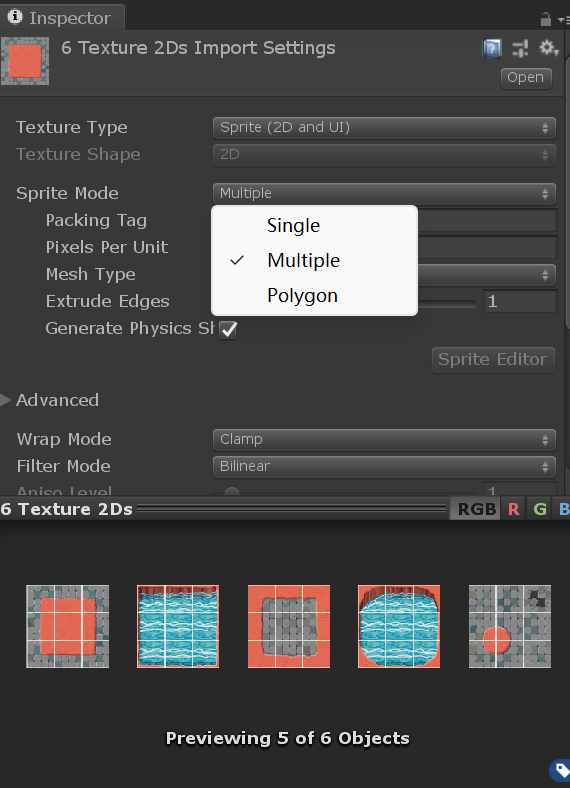 Inspector
6 Texture 2Ds Import Settings
Open
Texture Type Sprite (2D and UI)
Texture Shape 2D
Sprite Mode Multiple
Single
Packing Tag
Pixels Per Unit
Multiple
Mesh Type
Polygon
Extrude Edges 1
Generate Physics Sh
Sprite Editor
Advanced
Wrap Mode Clamp
Filter Mode Bilinear
Aniso Level 1
6 Texture 2Ds RGB R G B
Previewing 5 of 6 Objects